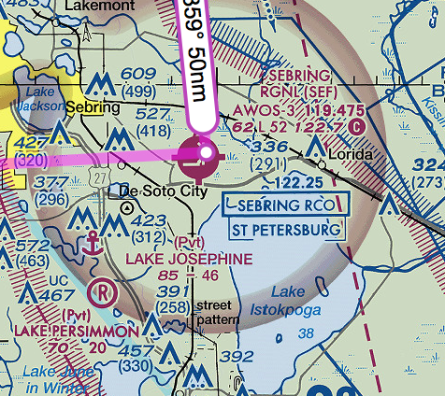 Lakemont
483
359° 50nm
Lake
Jackson
Sebring
609
(499)
527
(418)
SEBRING
RGNL (SEF)
AWOS-3 119.475
62 L 52 122.7 C
427
(320)
336
(291)
Lorida
377
(296)
27
De Soto City
122.25
SEBRING RCO
ST PETERSBURG
423
(312)
572
(463)
(Pvt)
LAKE JOSEPHINE
85 - 46
UC
467
R
391
(258)
street
pattern
Lake
Istokpoga
38
(Pvt)
LAKE PERSIMMON
70 20
457
(330)
392
Lake June
in Winter
(273)